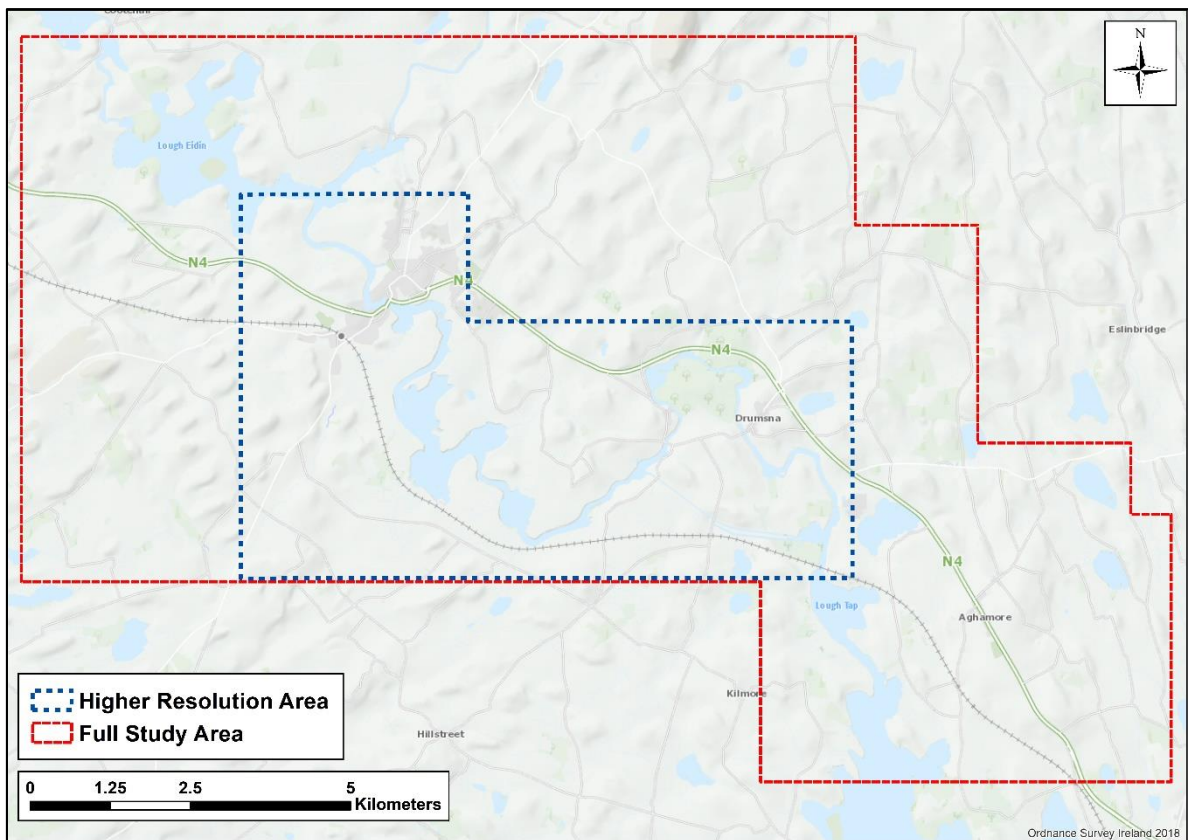 N
Lough Eidin
N4
N4
Eslinbridge
N4
Drumsna
N4
Lough Tap
Aghamore
Kilmore
Hillstreet
Higher Resolution Area
Full Study Area
0 1.25 2.5 5
Kilometers
Ordnance Survey Ireland 2018